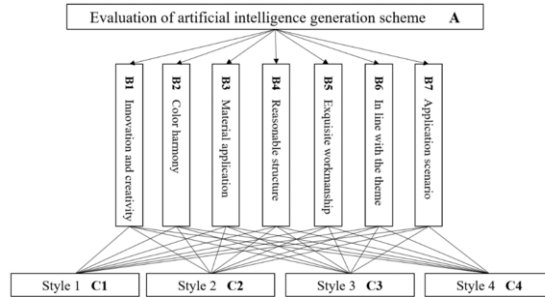 Evaluation of artificial intelligence generation scheme A
B1 Innovation and creativity
B2 Color harmony
B3 Material application
B4 Reasonable structure
B5 Exquisite workmanship
B6 In line with the theme
B7 Application scenario
Style 1 C1
Style 2 C2
Style 3 C3
Style 4 C4